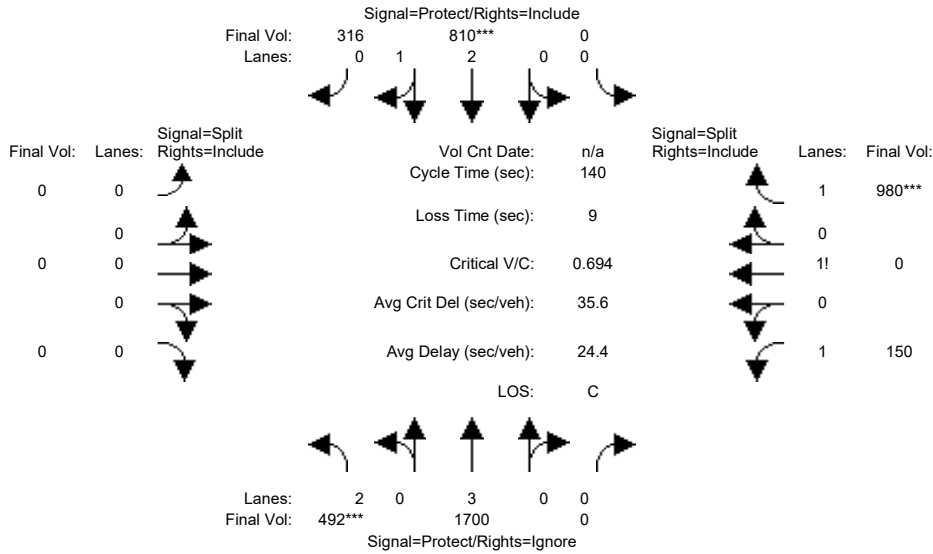 Signal=Protect/Rights=Include
Final Vol: 316 810*** 0
Lanes: 0 1 2 0 0
Signal=Split
Final Vol: Lanes: Rights=Include
Vol Cnt Date: n/a
Signal=Split
Rights=Include Lanes: Final Vol:
Cycle Time (sec): 140
0 0
1 980***
Loss Time (sec): 9
0
0
0 0
Critical V/C: 0.694
1! 0
0
Avg Crit Del (sec/veh): 35.6
0
0 0
Avg Delay (sec/veh): 24.4
1 150
LOS: C
Lanes: 2 0 3 0 0
Final Vol: 492*** 1700 0
Signal=Protect/Rights=Ignore